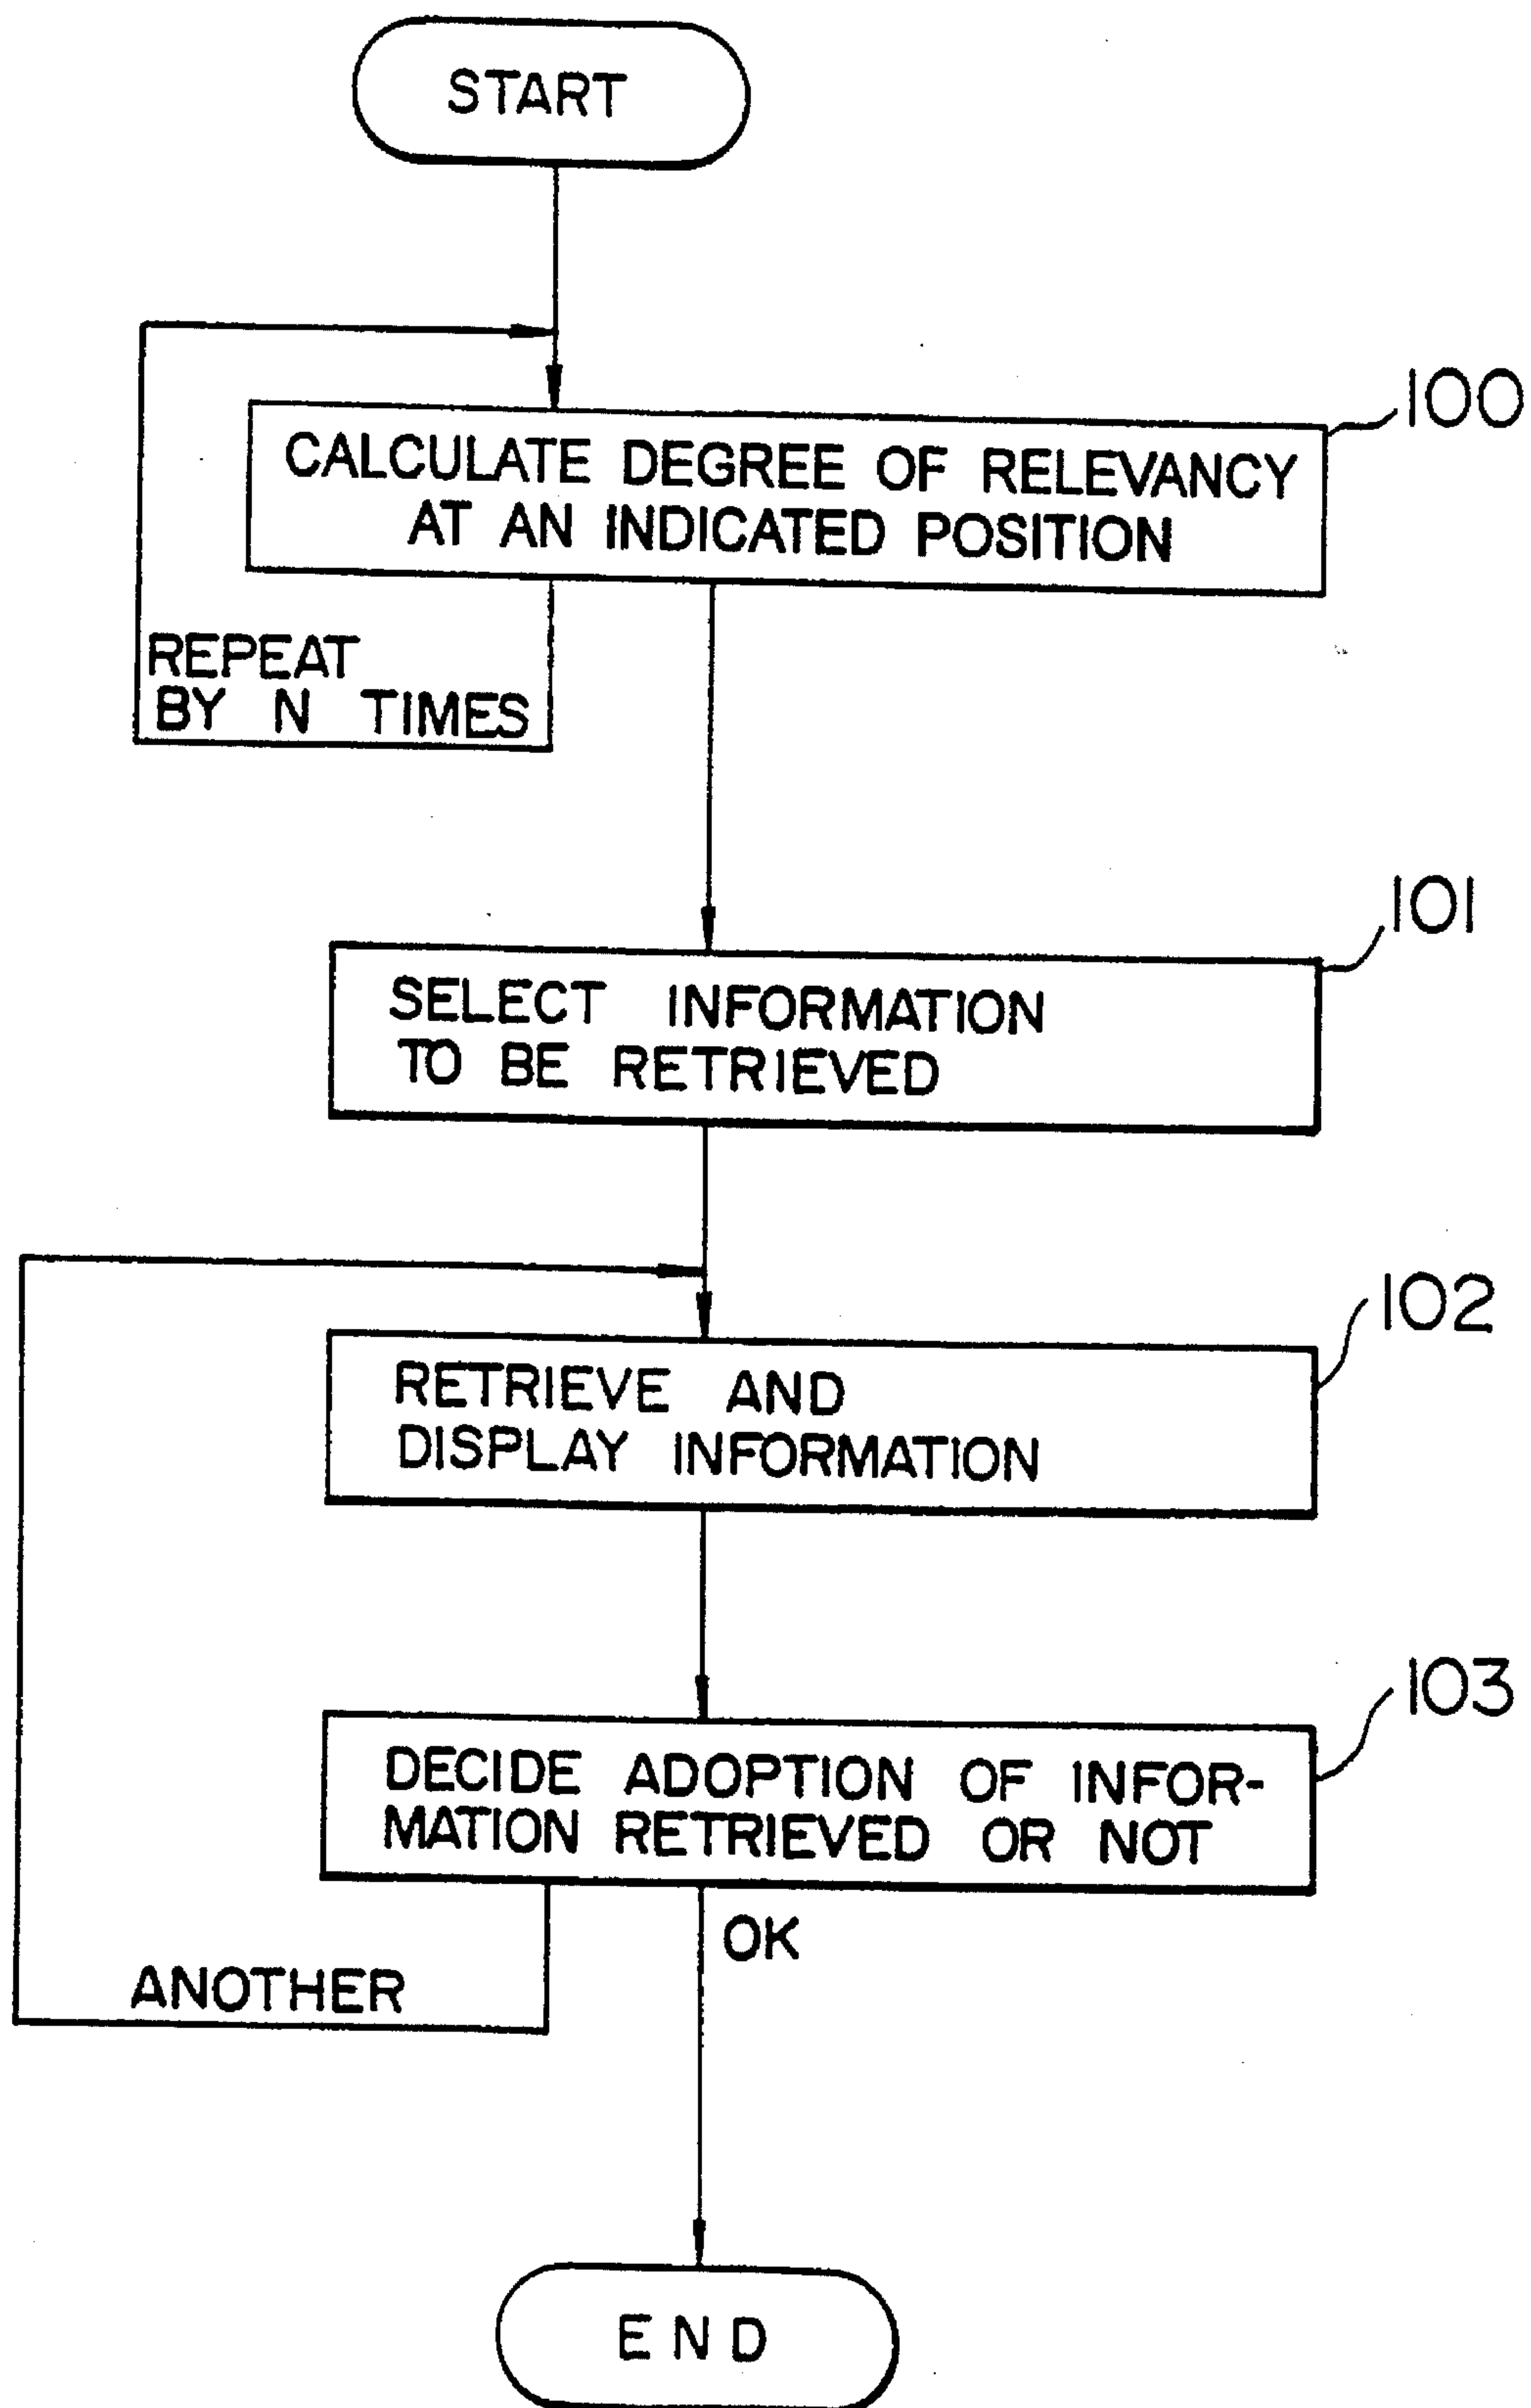 START
100
CALCULATE DEGREE OF RELEVANCY
AT AN INDICATED POSITION
REPEAT
BY N TIMES
101
SELECT INFORMATION
TO BE RETRIEVED
102
RETRIEVE AND
DISPLAY INFORMATION
103
DECIDE ADOPTION OF INFOR-
MATION RETRIEVED OR NOT
OK
ANOTHER
END